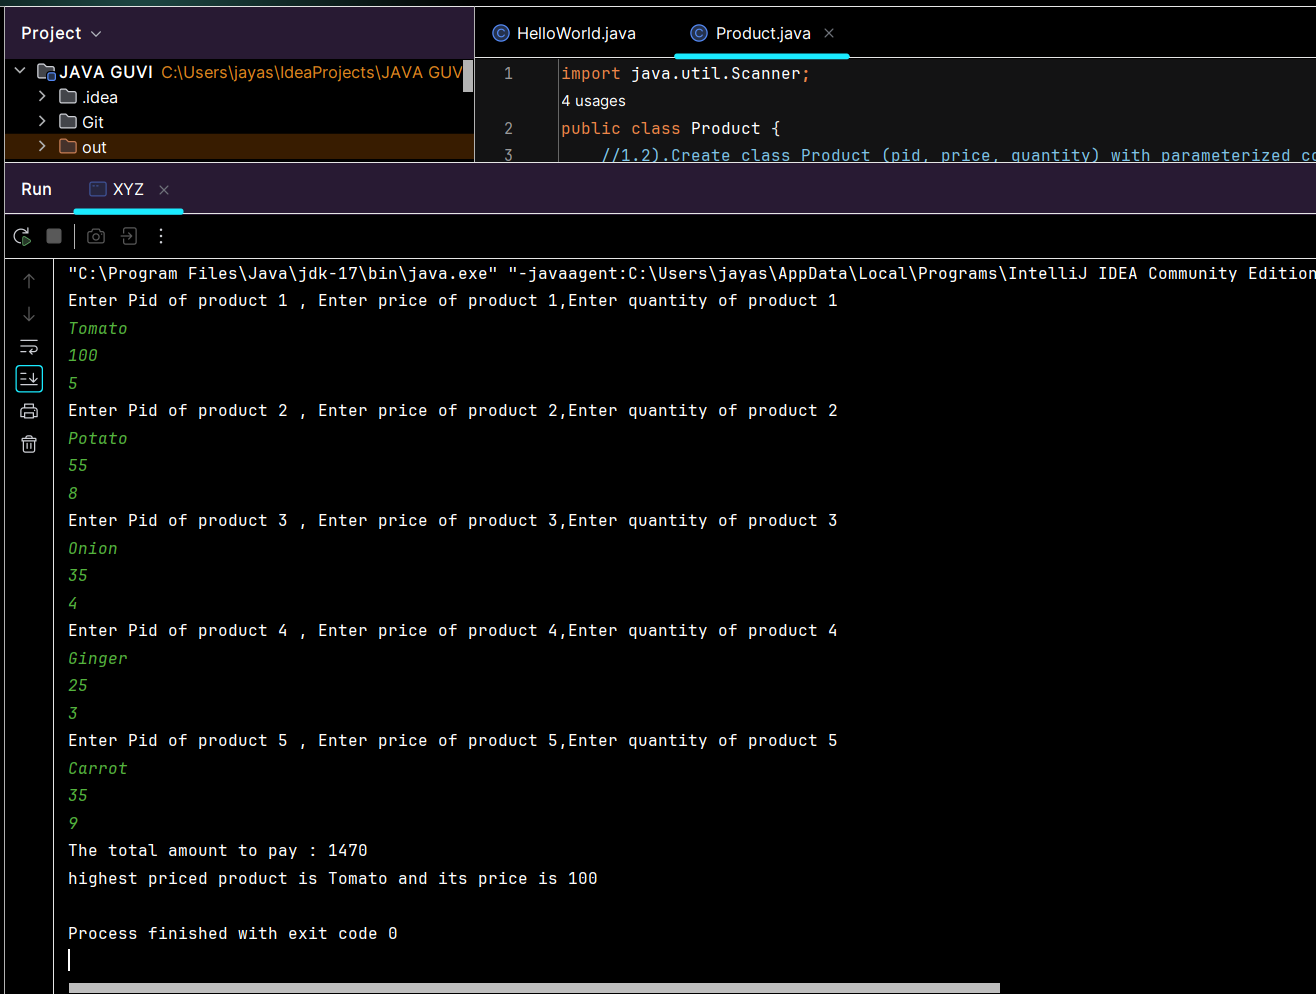 Project
HelloWorld.java
Product.java
JAVA GUVI C:\Users\jayas\IdeaProjects\JAVA GUV
.idea
Git
out
1 import java.util.Scanner;
4 usages
2 public class Product {
3 //1.2).Create class Product (pid, price, quantity) with parameterized co
Run XYZ
"C:\Program Files\Java\jdk-17\bin\java.exe" "-javaagent:C:\Users\jayas\AppData\Local\Programs\IntelliJ IDEA Community Edition
Enter Pid of product 1 , Enter price of product 1,Enter quantity of product 1
Tomato
100
5
Enter Pid of product 2 , Enter price of product 2,Enter quantity of product 2
Potato
55
8
Enter Pid of product 3 , Enter price of product 3,Enter quantity of product 3
Onion
35
4
Enter Pid of product 4 , Enter price of product 4,Enter quantity of product 4
Ginger
25
3
Enter Pid of product 5 , Enter price of product 5,Enter quantity of product 5
Carrot
35
9
The total amount to pay : 1470
highest priced product is Tomato and its price is 100
Process finished with exit code 0